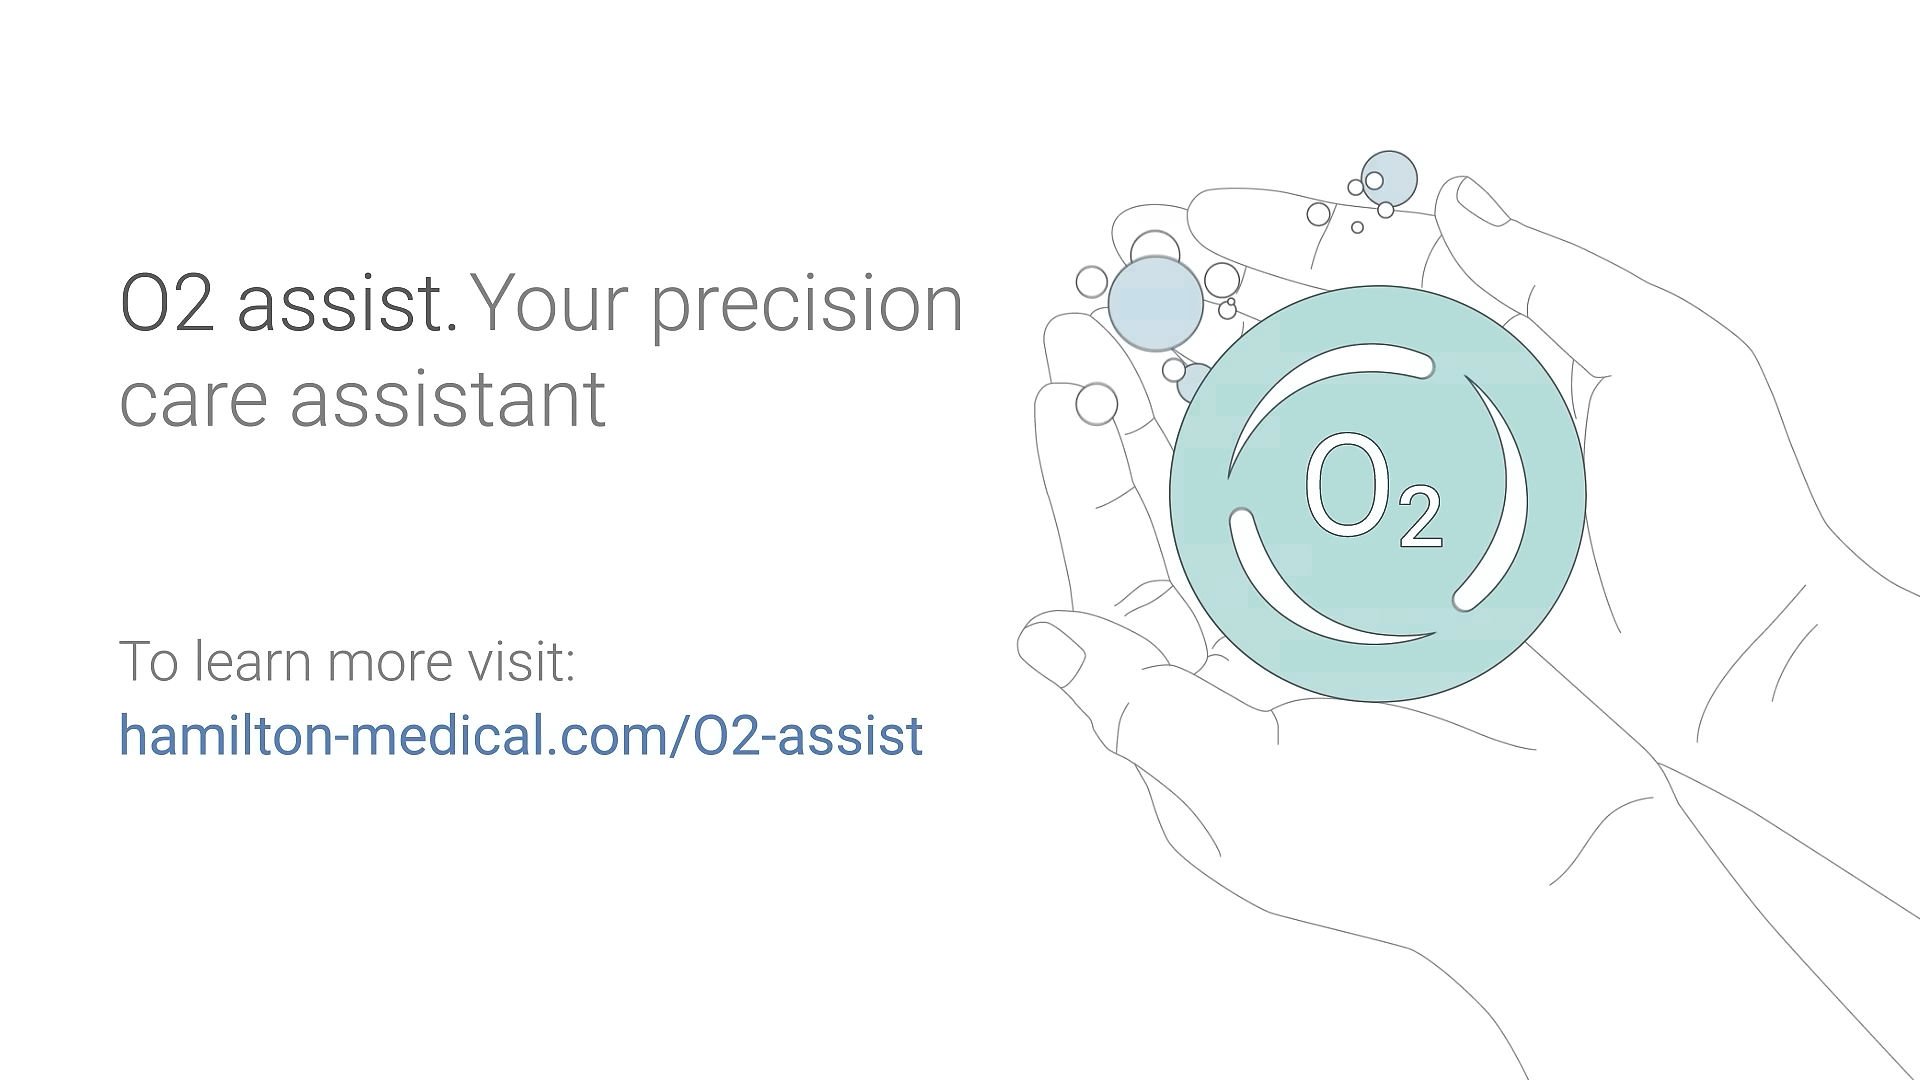 O2 assist. Your precision
care assistant
To learn more visit:
hamilton-medical.com/O2-assist
O₂